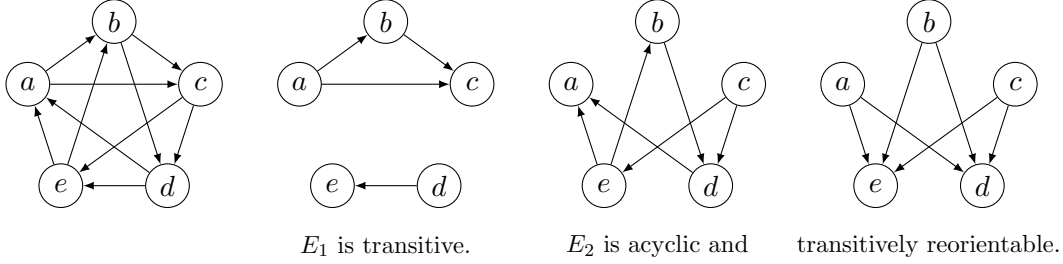 b b b b
a c a c a c a c
e d e d e d e d
E₁ is transitive. E₂ is acyclic and transitively reorientable.